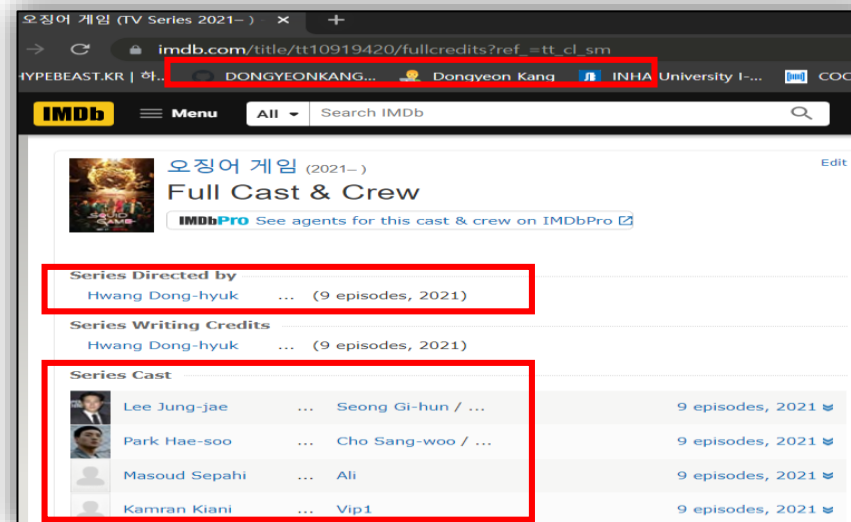 오징어 게임 (TV Series 2021– ) ×  +
imdb.com/title/tt10919420/fullcredits?ref_=tt_cl_sm
HYPEBEAST.KR | 하... DONGYEONKANG... Dongyeon Kang INHA University I-... COC
IMDb Menu All Search IMDb
오징어 게임 (2021– ) Edit
Full Cast & Crew
IMDbPro See agents for this cast & crew on IMDbPro
SQUID GAME
Series Directed by
Hwang Dong-hyuk ... (9 episodes, 2021)
Series Writing Credits
Hwang Dong-hyuk ... (9 episodes, 2021)
Series Cast
Lee Jung-jae ... Seong Gi-hun / ... 9 episodes, 2021
Park Hae-soo ... Cho Sang-woo / ... 9 episodes, 2021
Masoud Sepahi ... Ali 9 episodes, 2021
Kamran Kiani ... Vip1 9 episodes, 2021